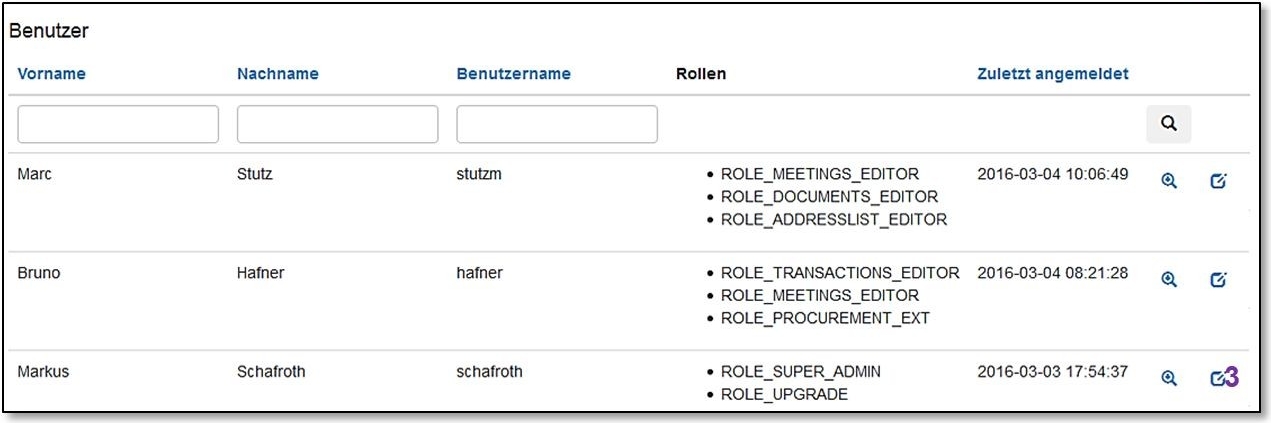 Benutzer
Vorname Nachname Benutzername Rollen Zuletzt angemeldet
Marc Stutz stutzm • ROLE_MEETINGS_EDITOR 2016-03-04 10:06:49
• ROLE_DOCUMENTS_EDITOR
• ROLE_ADDRESSLIST_EDITOR
Bruno Hafner hafner • ROLE_TRANSACTIONS_EDITOR 2016-03-04 08:21:28
• ROLE_MEETINGS_EDITOR
• ROLE_PROCUREMENT_EXT
Markus Schafroth schafroth • ROLE_SUPER_ADMIN 2016-03-03 17:54:37 3
• ROLE_UPGRADE